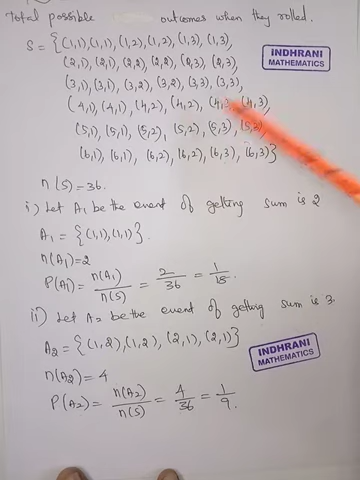 Total possible outcomes when they rolled.
S = {(1,1),(1,1),(1,2),(1,2),(1,3),(1,3),
(2,1),(2,1),(2,2),(2,2),(2,3),(2,3),
(3,1),(3,1),(3,2),(3,2),(3,3),(3,3),
(4,1),(4,1),(4,2),(4,2),(4,3),(4,3),
(5,1),(5,1),(5,2),(5,2),(5,3),(5,3),
(6,1),(6,1),(6,2),(6,2),(6,3),(6,3)}
INDHRANI
MATHEMATICS
n(S)=36.
i) Let A₁ be the event of getting sum is 2
A₁ = {(1,1),(1,1)}.
n(A₁)=2
P(A₁) = n(A₁)/n(S) = 2/36 = 1/18.
ii) Let A₂ be the event of getting sum is 3.
A₂ = {(1,2),(1,2),(2,1),(2,1)}
n(A₂)=4
P(A₂) = n(A₂)/n(S) = 4/36 = 1/9.
INDHRANI
MATHEMATICS